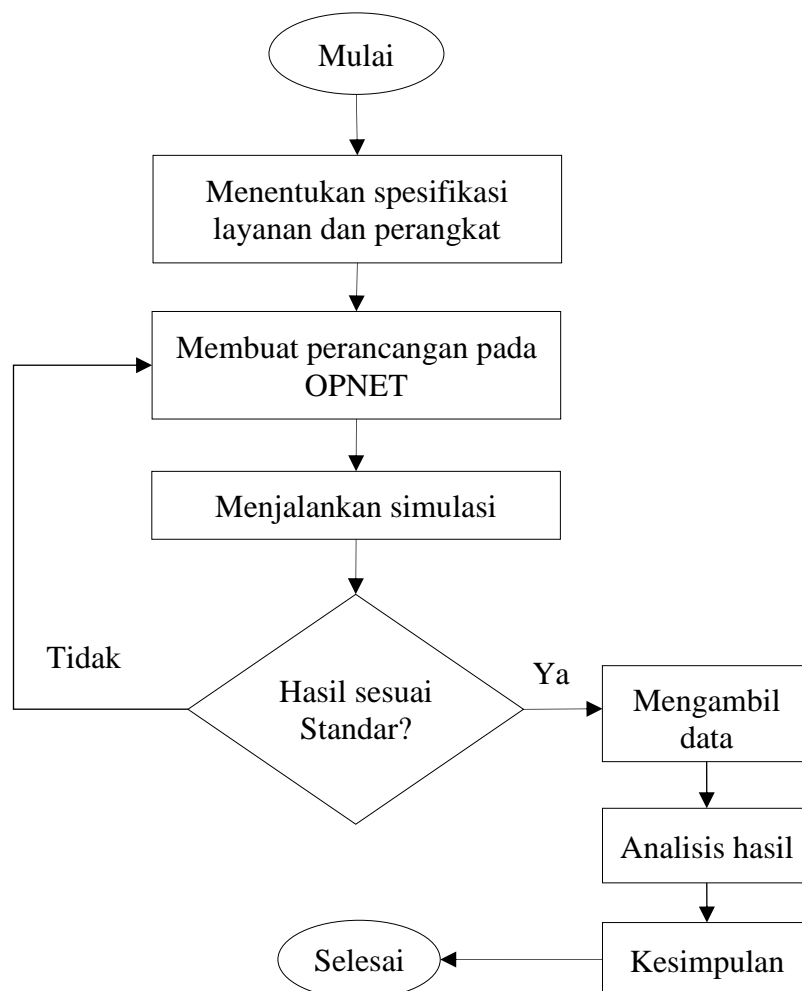 Mulai
Menentukan spesifikasi
layanan dan perangkat
Membuat perancangan pada
OPNET
Menjalankan simulasi
Hasil sesuai
Standar?
Tidak
Ya
Mengambil
data
Analisis hasil
Kesimpulan
Selesai